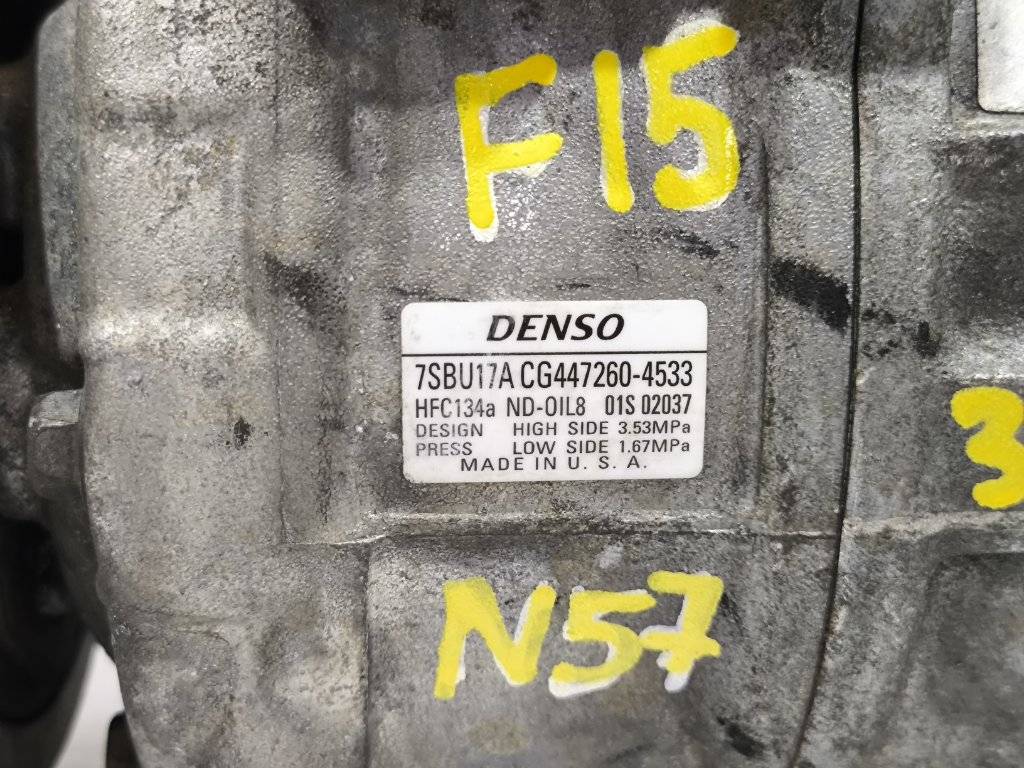 F15
DENSO
7SBU17A CG447260-4533
HFC134a ND-OIL8 01S 02037
DESIGN HIGH SIDE 3.53MPa
PRESS LOW SIDE 1.67MPa
MADE IN U. S. A.
3
N57